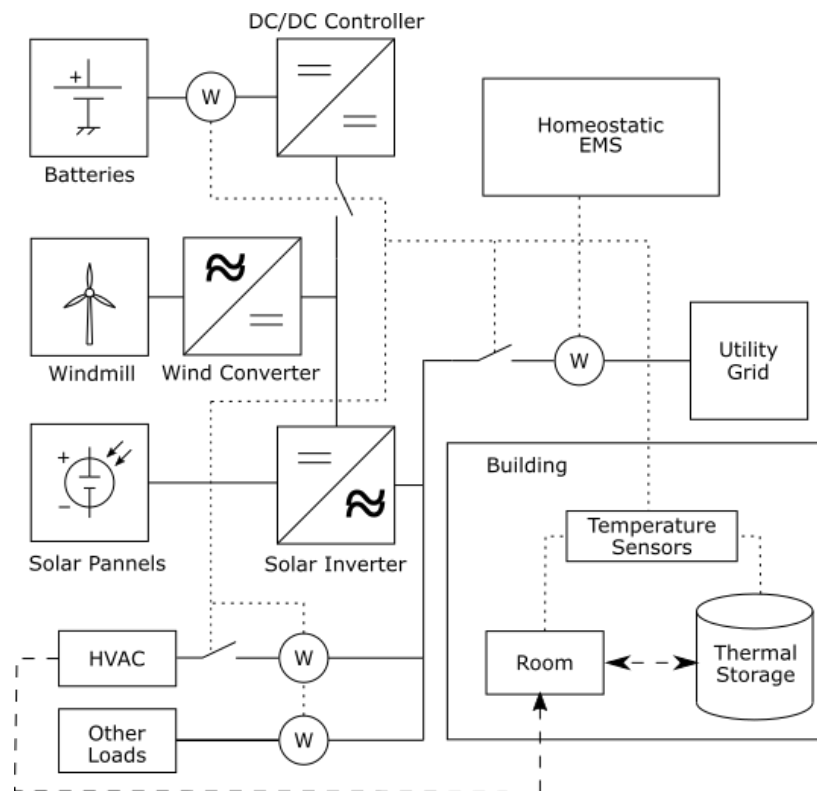 DC/DC Controller
+
W
Batteries
Homeostatic
EMS
Windmill
Wind Converter
W
Utility
Grid
+
−
Solar Pannels
Solar Inverter
Building
Temperature
Sensors
HVAC
W
Room
Thermal
Storage
Other
Loads
W